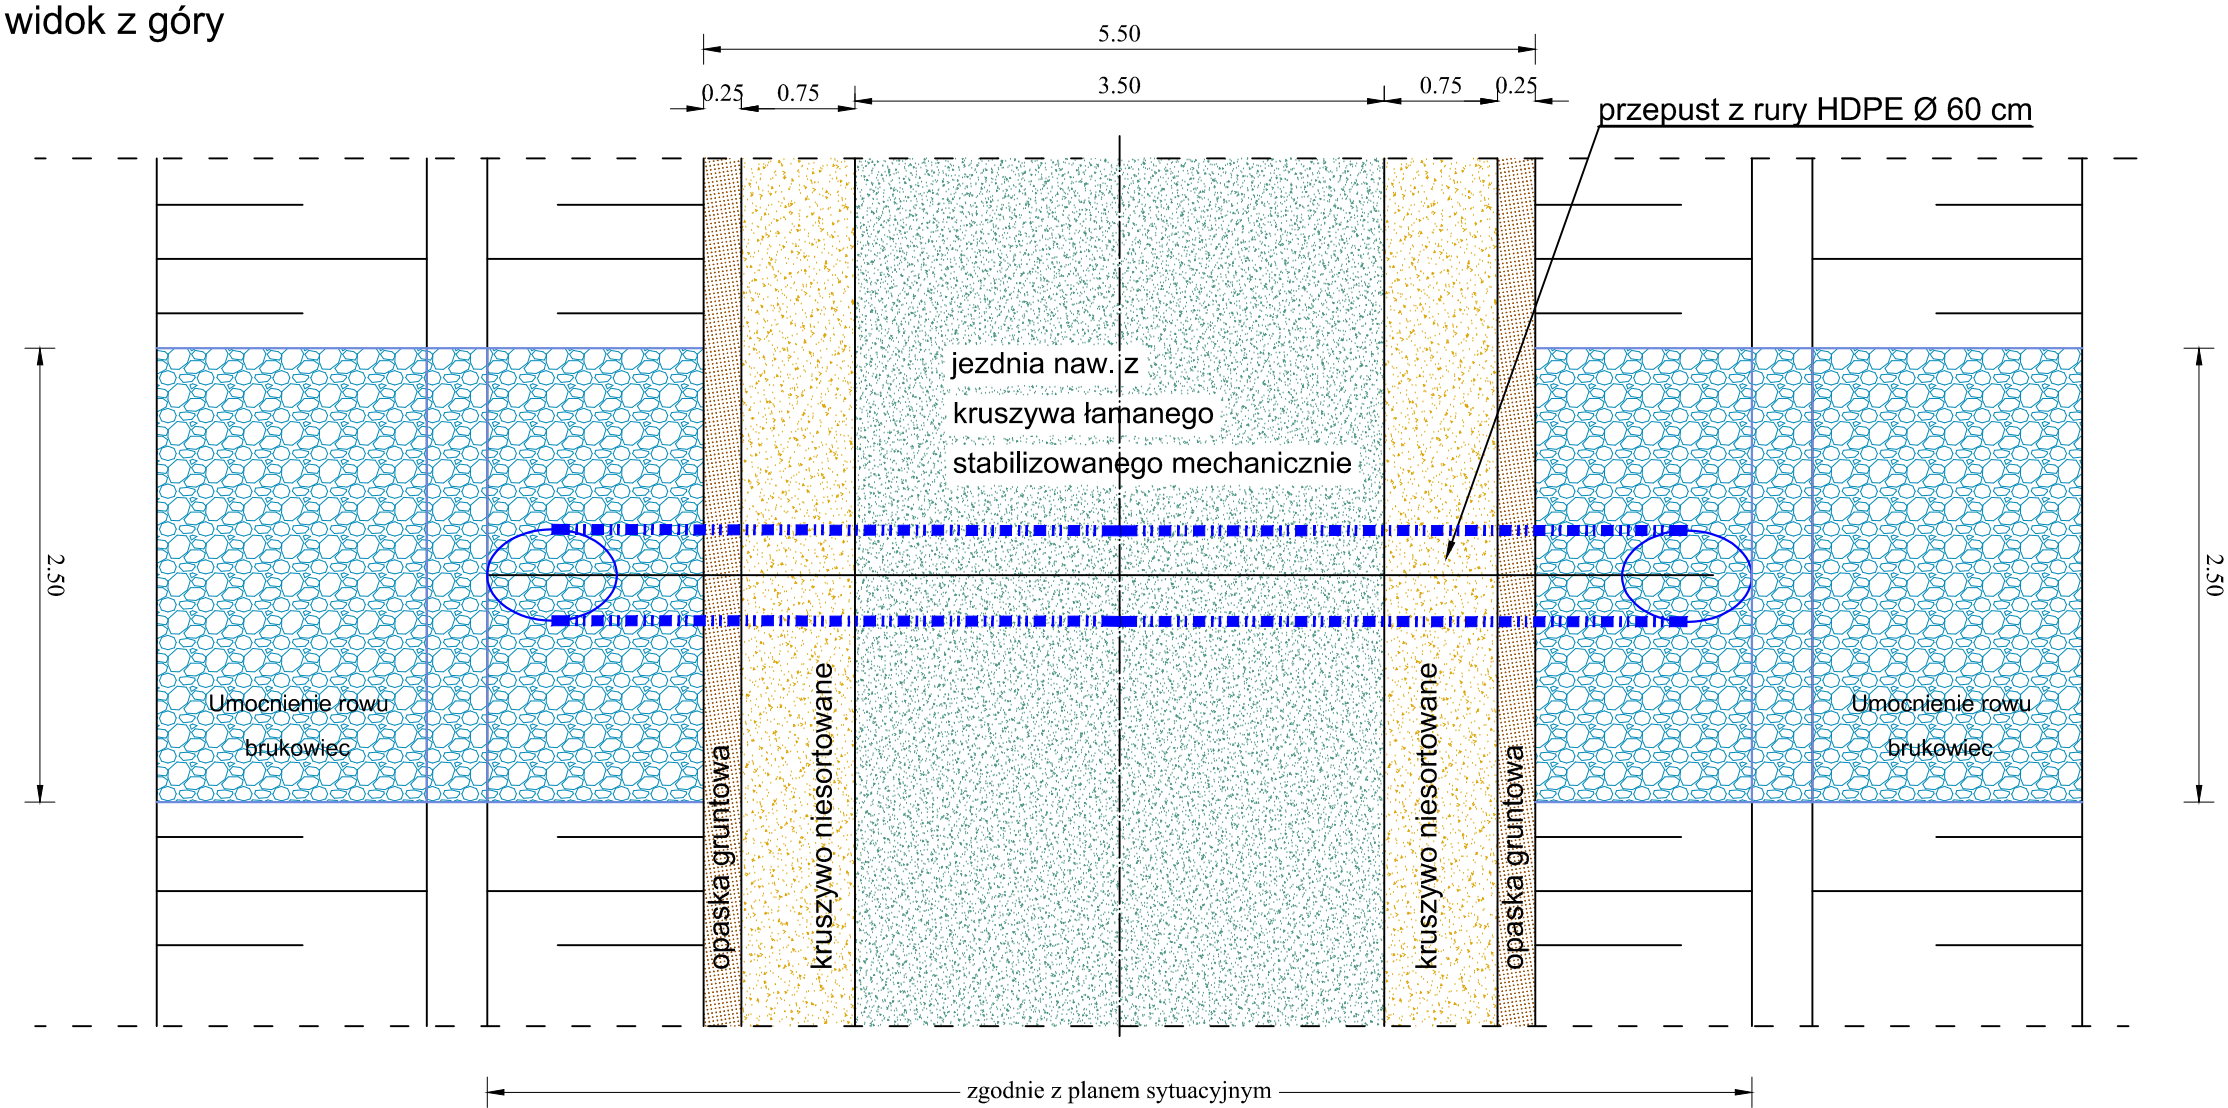 widok z góry
5.50
0.25
0.75
3.50
0.75
0.25
przepust z rury HDPE Ø 60 cm
jezdnia naw. z
kruszywa łamanego
stabilizowanego mechanicznie
2.50
2.50
Umocnienie rowu
brukowiec
opaska gruntowa
kruszywo niesortowane
kruszywo niesortowane
opaska gruntowa
Umocnienie rowu
brukowiec
zgodnie z planem sytuacyjnym